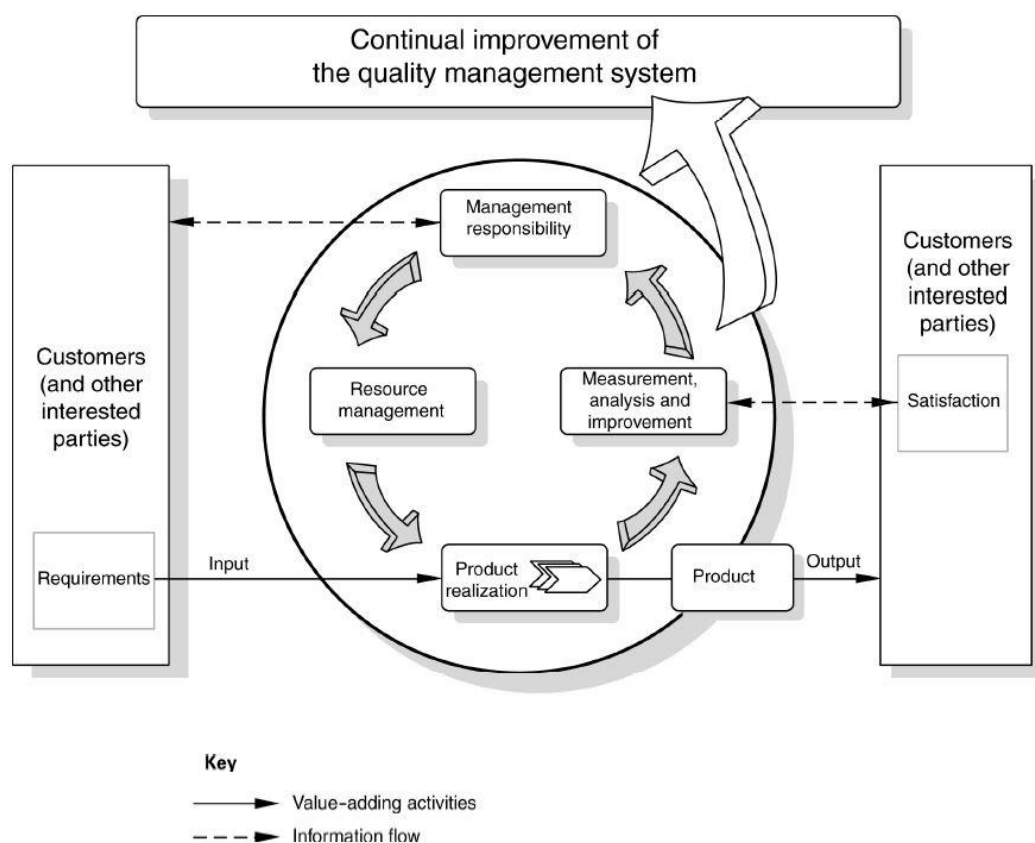 Continual improvement of
the quality management system
Management
responsibility
Customers
(and other
interested
parties)
Customers
(and other
interested
parties)
Resource
management
Measurement,
analysis and
improvement
Satisfaction
Requirements
Input
Product
realization
Product
Output
Key
Value-adding activities
Information flow